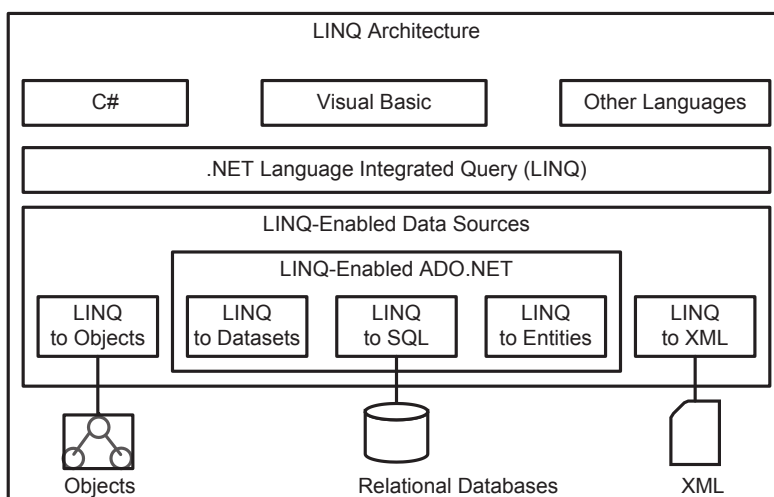 LINQ Architecture
C#
Visual Basic
Other Languages
.NET Language Integrated Query (LINQ)
LINQ-Enabled Data Sources
LINQ-Enabled ADO.NET
LINQ
to Objects
LINQ
to Datasets
LINQ
to SQL
LINQ
to Entities
LINQ
to XML
Objects
Relational Databases
XML